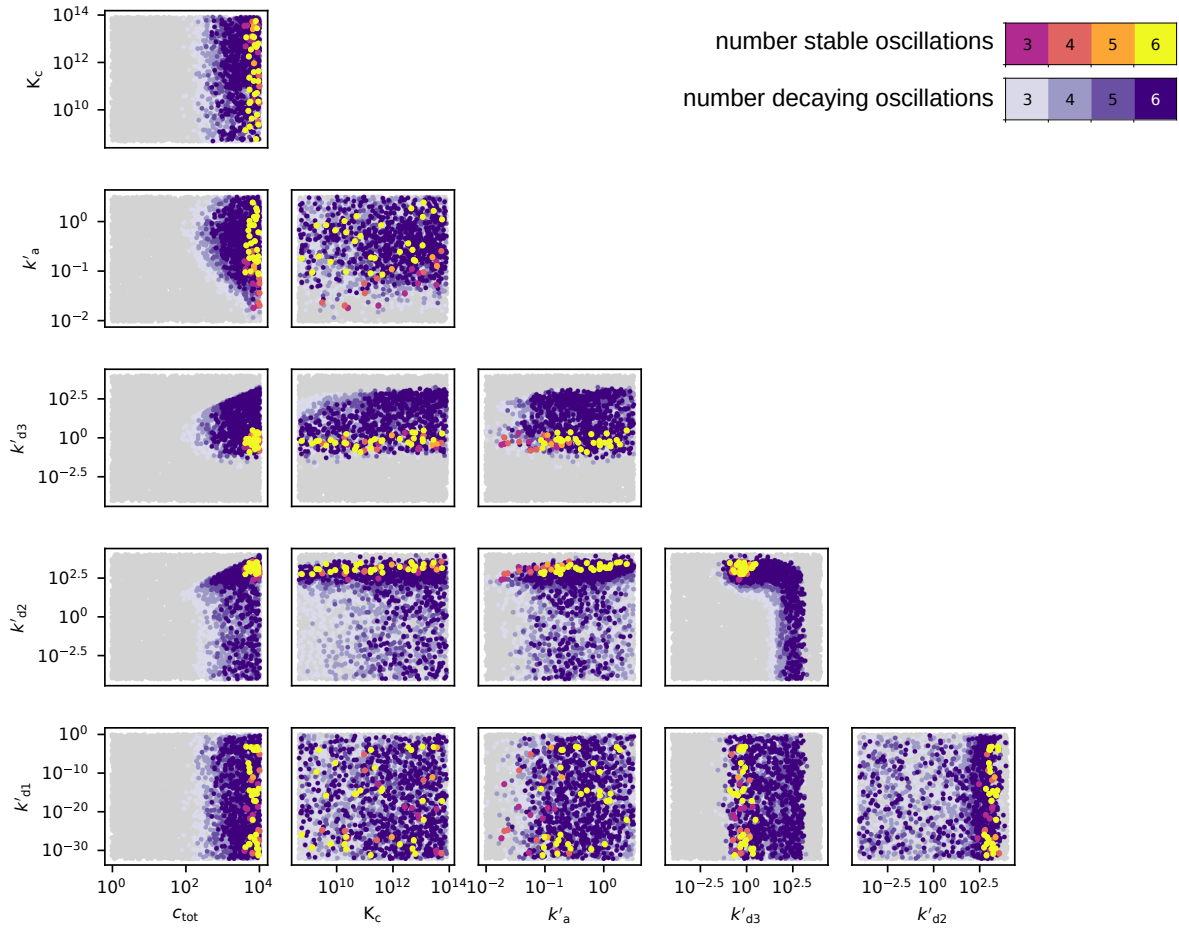 number stable oscillations
3 4 5 6
number decaying oscillations
3 4 5 6
10^14
10^12
10^10
K_c
10^0
10^−1
10^−2
k′_a
10^2.5
10^0
10^−2.5
k′_d3
10^2.5
10^0
10^−2.5
k′_d2
10^0
10^−10
10^−20
10^−30
k′_d1
10^0 10^2 10^4 10^10 10^12 10^14 10^−2 10^−1 10^0 10^−2.5 10^0 10^2.5 10^−2.5 10^0 10^2.5
c_tot K_c k′_a k′_d3 k′_d2